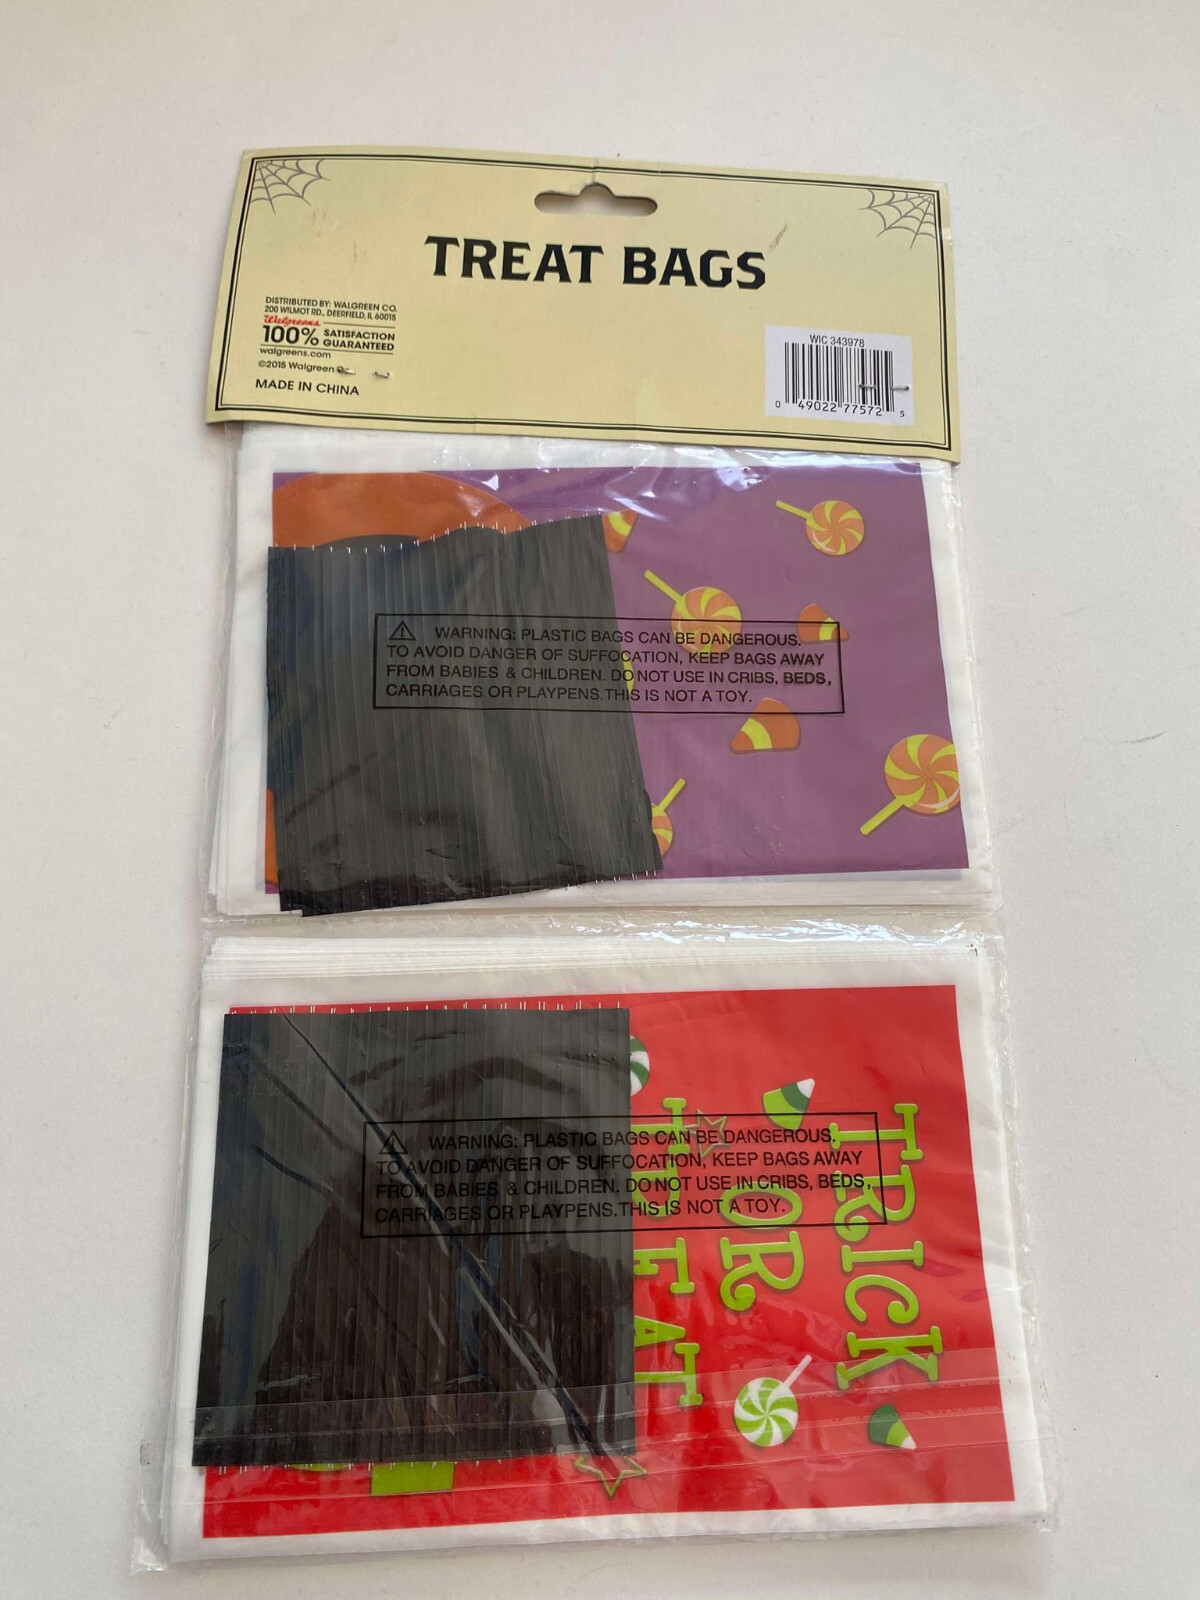 TREAT BAGS
DISTRIBUTED BY: WALGREEN CO.
200 WILMOT RD., DEERFIELD, IL 60015
Walgreens
100% SATISFACTION GUARANTEED
walgreens.com
©2015 Walgreen
MADE IN CHINA
WIC 343978
0 49022 77572 5
WARNING: PLASTIC BAGS CAN BE DANGEROUS.
TO AVOID DANGER OF SUFFOCATION, KEEP BAGS AWAY
FROM BABIES & CHILDREN. DO NOT USE IN CRIBS, BEDS,
CARRIAGES OR PLAYPENS. THIS IS NOT A TOY.
WARNING: PLASTIC BAGS CAN BE DANGEROUS.
TO AVOID DANGER OF SUFFOCATION, KEEP BAGS AWAY
FROM BABIES & CHILDREN. DO NOT USE IN CRIBS, BEDS,
CARRIAGES OR PLAYPENS. THIS IS NOT A TOY.
TRICK
OR
TREAT